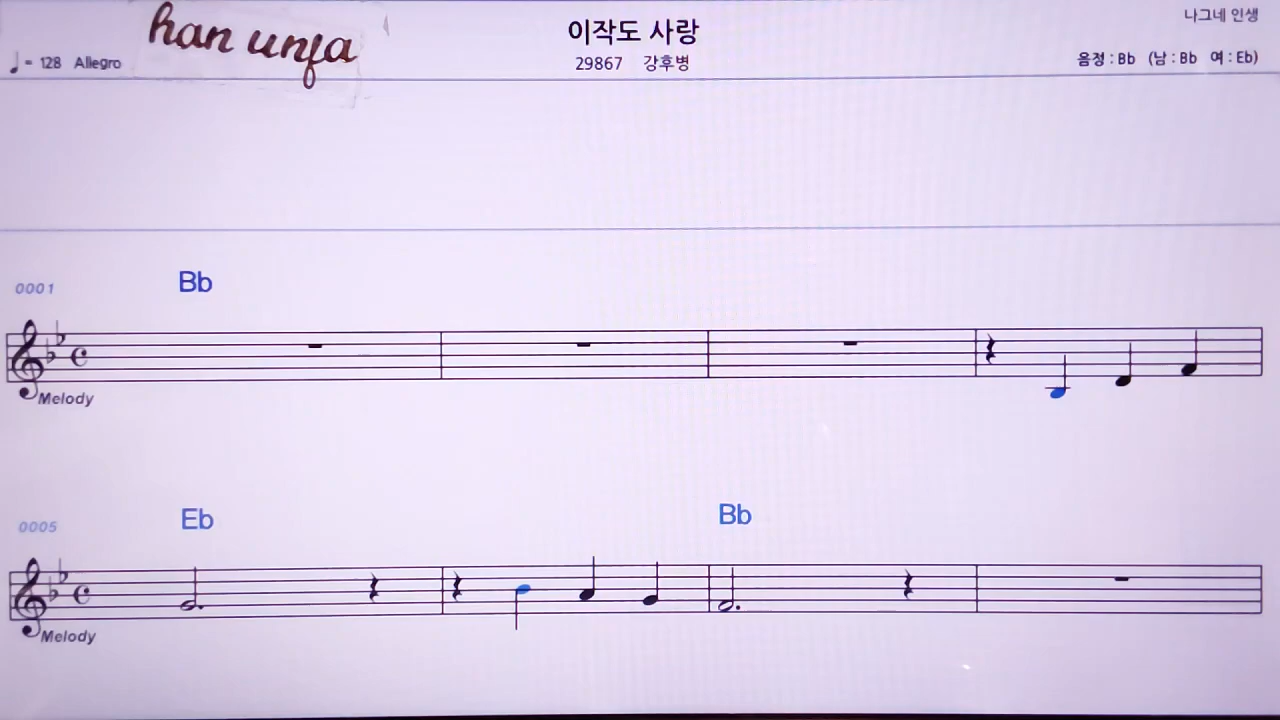 han unja
이작도 사랑
나그네 인생
♩= 128 Allegro
29867 강후병
음정 : Bb (남 : Bb 여 : Eb)
0001
Bb
Melody
0005
Eb
Bb
Melody